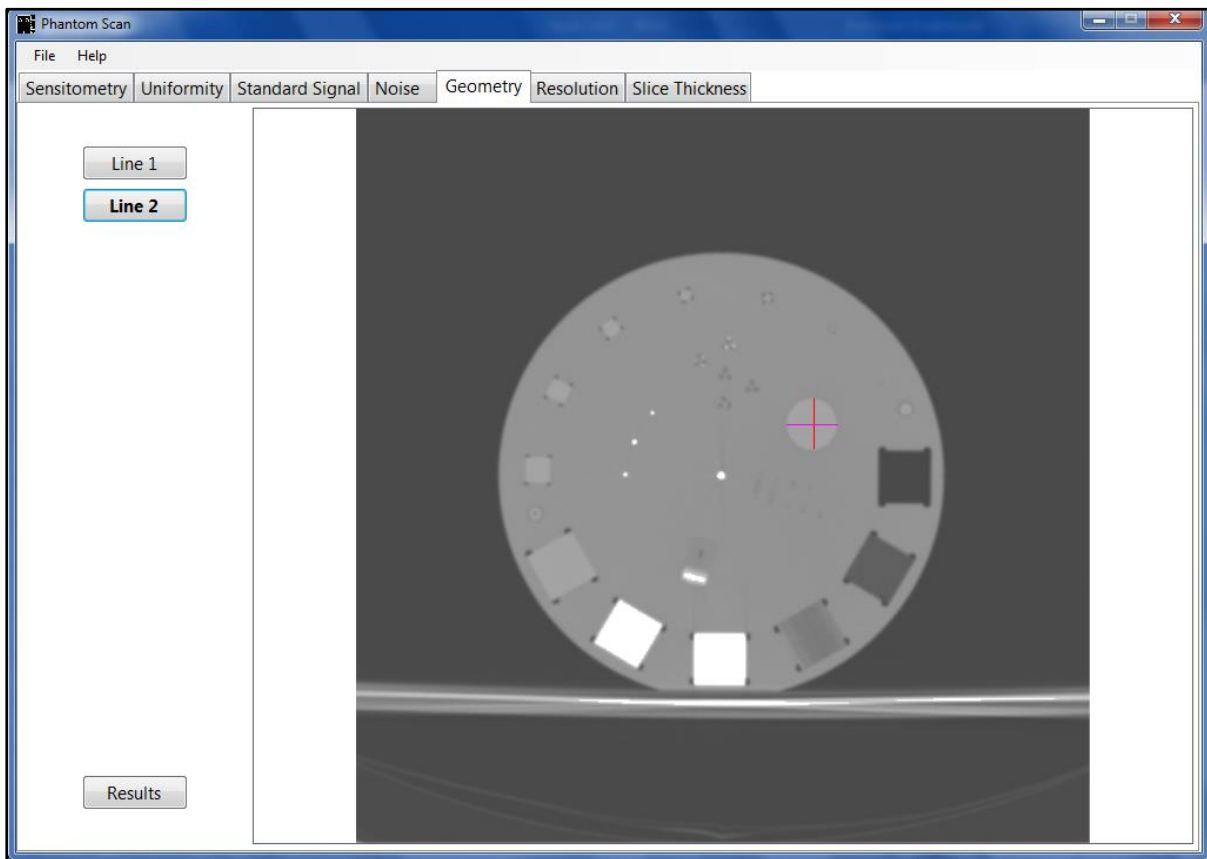 Phantom Scan
File Help
Sensitometry Uniformity Standard Signal Noise Geometry Resolution Slice Thickness
Line 1
Line 2
Results